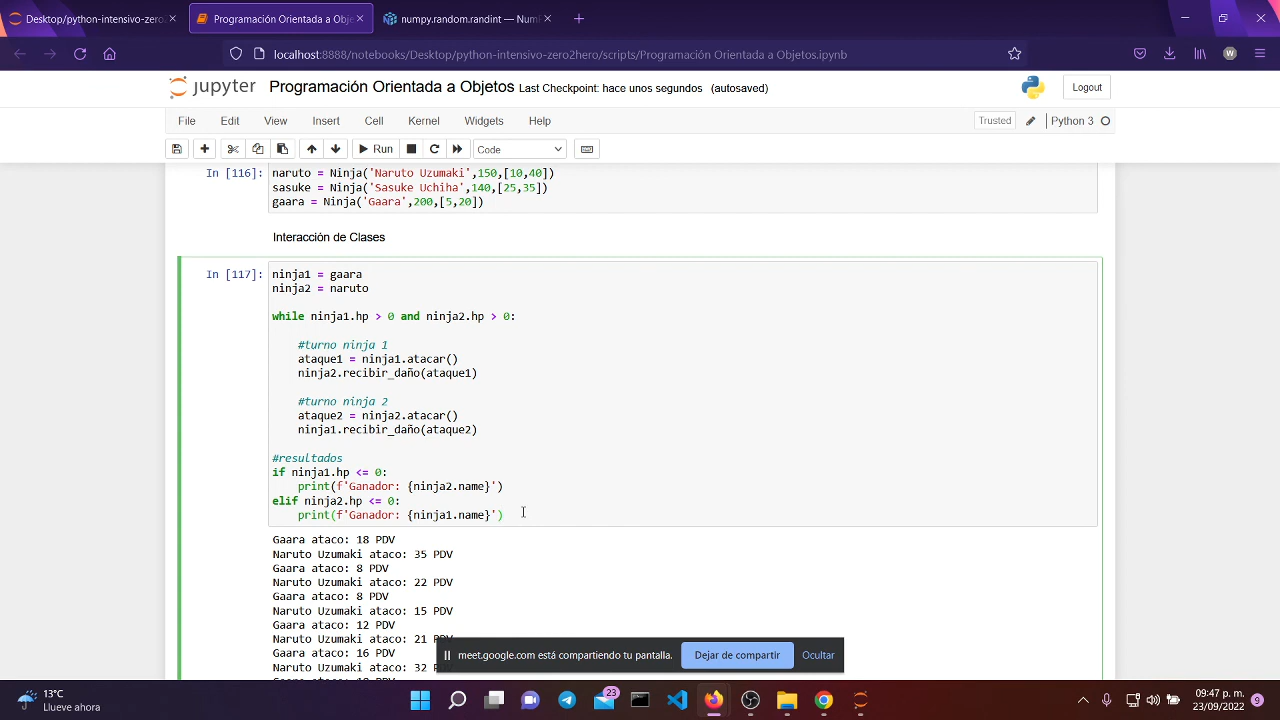 Desktop/python-intensivo-zero
Programación Orientada a Obje
numpy.random.randint — NumI
localhost:8888/notebooks/Desktop/python-intensivo-zero2hero/scripts/Programación Orientada a Objetos.ipynb
W
jupyter Programación Orientada a Objetos Last Checkpoint: hace unos segundos (autosaved)
Logout
File Edit View Insert Cell Kernel Widgets Help
Trusted Python 3
Run Code
In [116]: naruto = Ninja('Naruto Uzumaki',150,[10,40])
sasuke = Ninja('Sasuke Uchiha',140,[25,35])
gaara = Ninja('Gaara',200,[5,20])
Interacción de Clases
In [117]: ninja1 = gaara
ninja2 = naruto
while ninja1.hp > 0 and ninja2.hp > 0:
#turno ninja 1
ataque1 = ninja1.atacar()
ninja2.recibir_daño(ataque1)
#turno ninja 2
ataque2 = ninja2.atacar()
ninja1.recibir_daño(ataque2)
#resultados
if ninja1.hp <= 0:
print(f'Ganador: {ninja2.name}')
elif ninja2.hp <= 0:
print(f'Ganador: {ninja1.name}')
Gaara ataco: 18 PDV
Naruto Uzumaki ataco: 35 PDV
Gaara ataco: 8 PDV
Naruto Uzumaki ataco: 22 PDV
Gaara ataco: 8 PDV
Naruto Uzumaki ataco: 15 PDV
Gaara ataco: 12 PDV
Naruto Uzumaki ataco: 21 PDV
Gaara ataco: 16 PDV
Naruto Uzumaki ataco: 32
meet.google.com está compartiendo tu pantalla.
Dejar de compartir
Ocultar
13°C
Llueve ahora
23
09:47 p. m.
23/09/2022
9